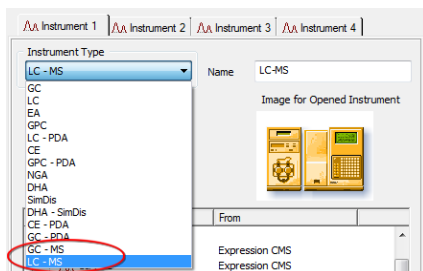 Instrument 1 Instrument 2 Instrument 3 Instrument 4
Instrument Type
LC - MS Name LC-MS
GC
LC
EA
GPC
LC - PDA
CE
GPC - PDA
NGA
DHA
SimDis
DHA - SimDis
CE - PDA
GC - PDA
GC - MS
LC - MS
Image for Opened Instrument
From
Expression CMS
Expression CMS